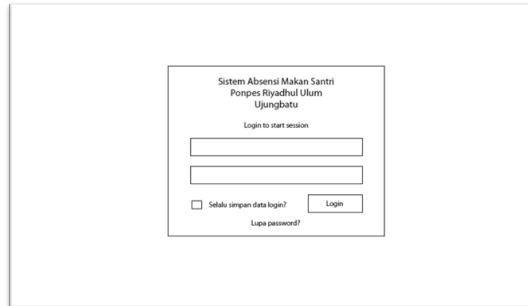 Sistem Absensi Makan Santri
Ponpes Riyadhul Ulum
Ujungbatu
Login to start session
Selalu simpan data login?
Login
Lupa password?